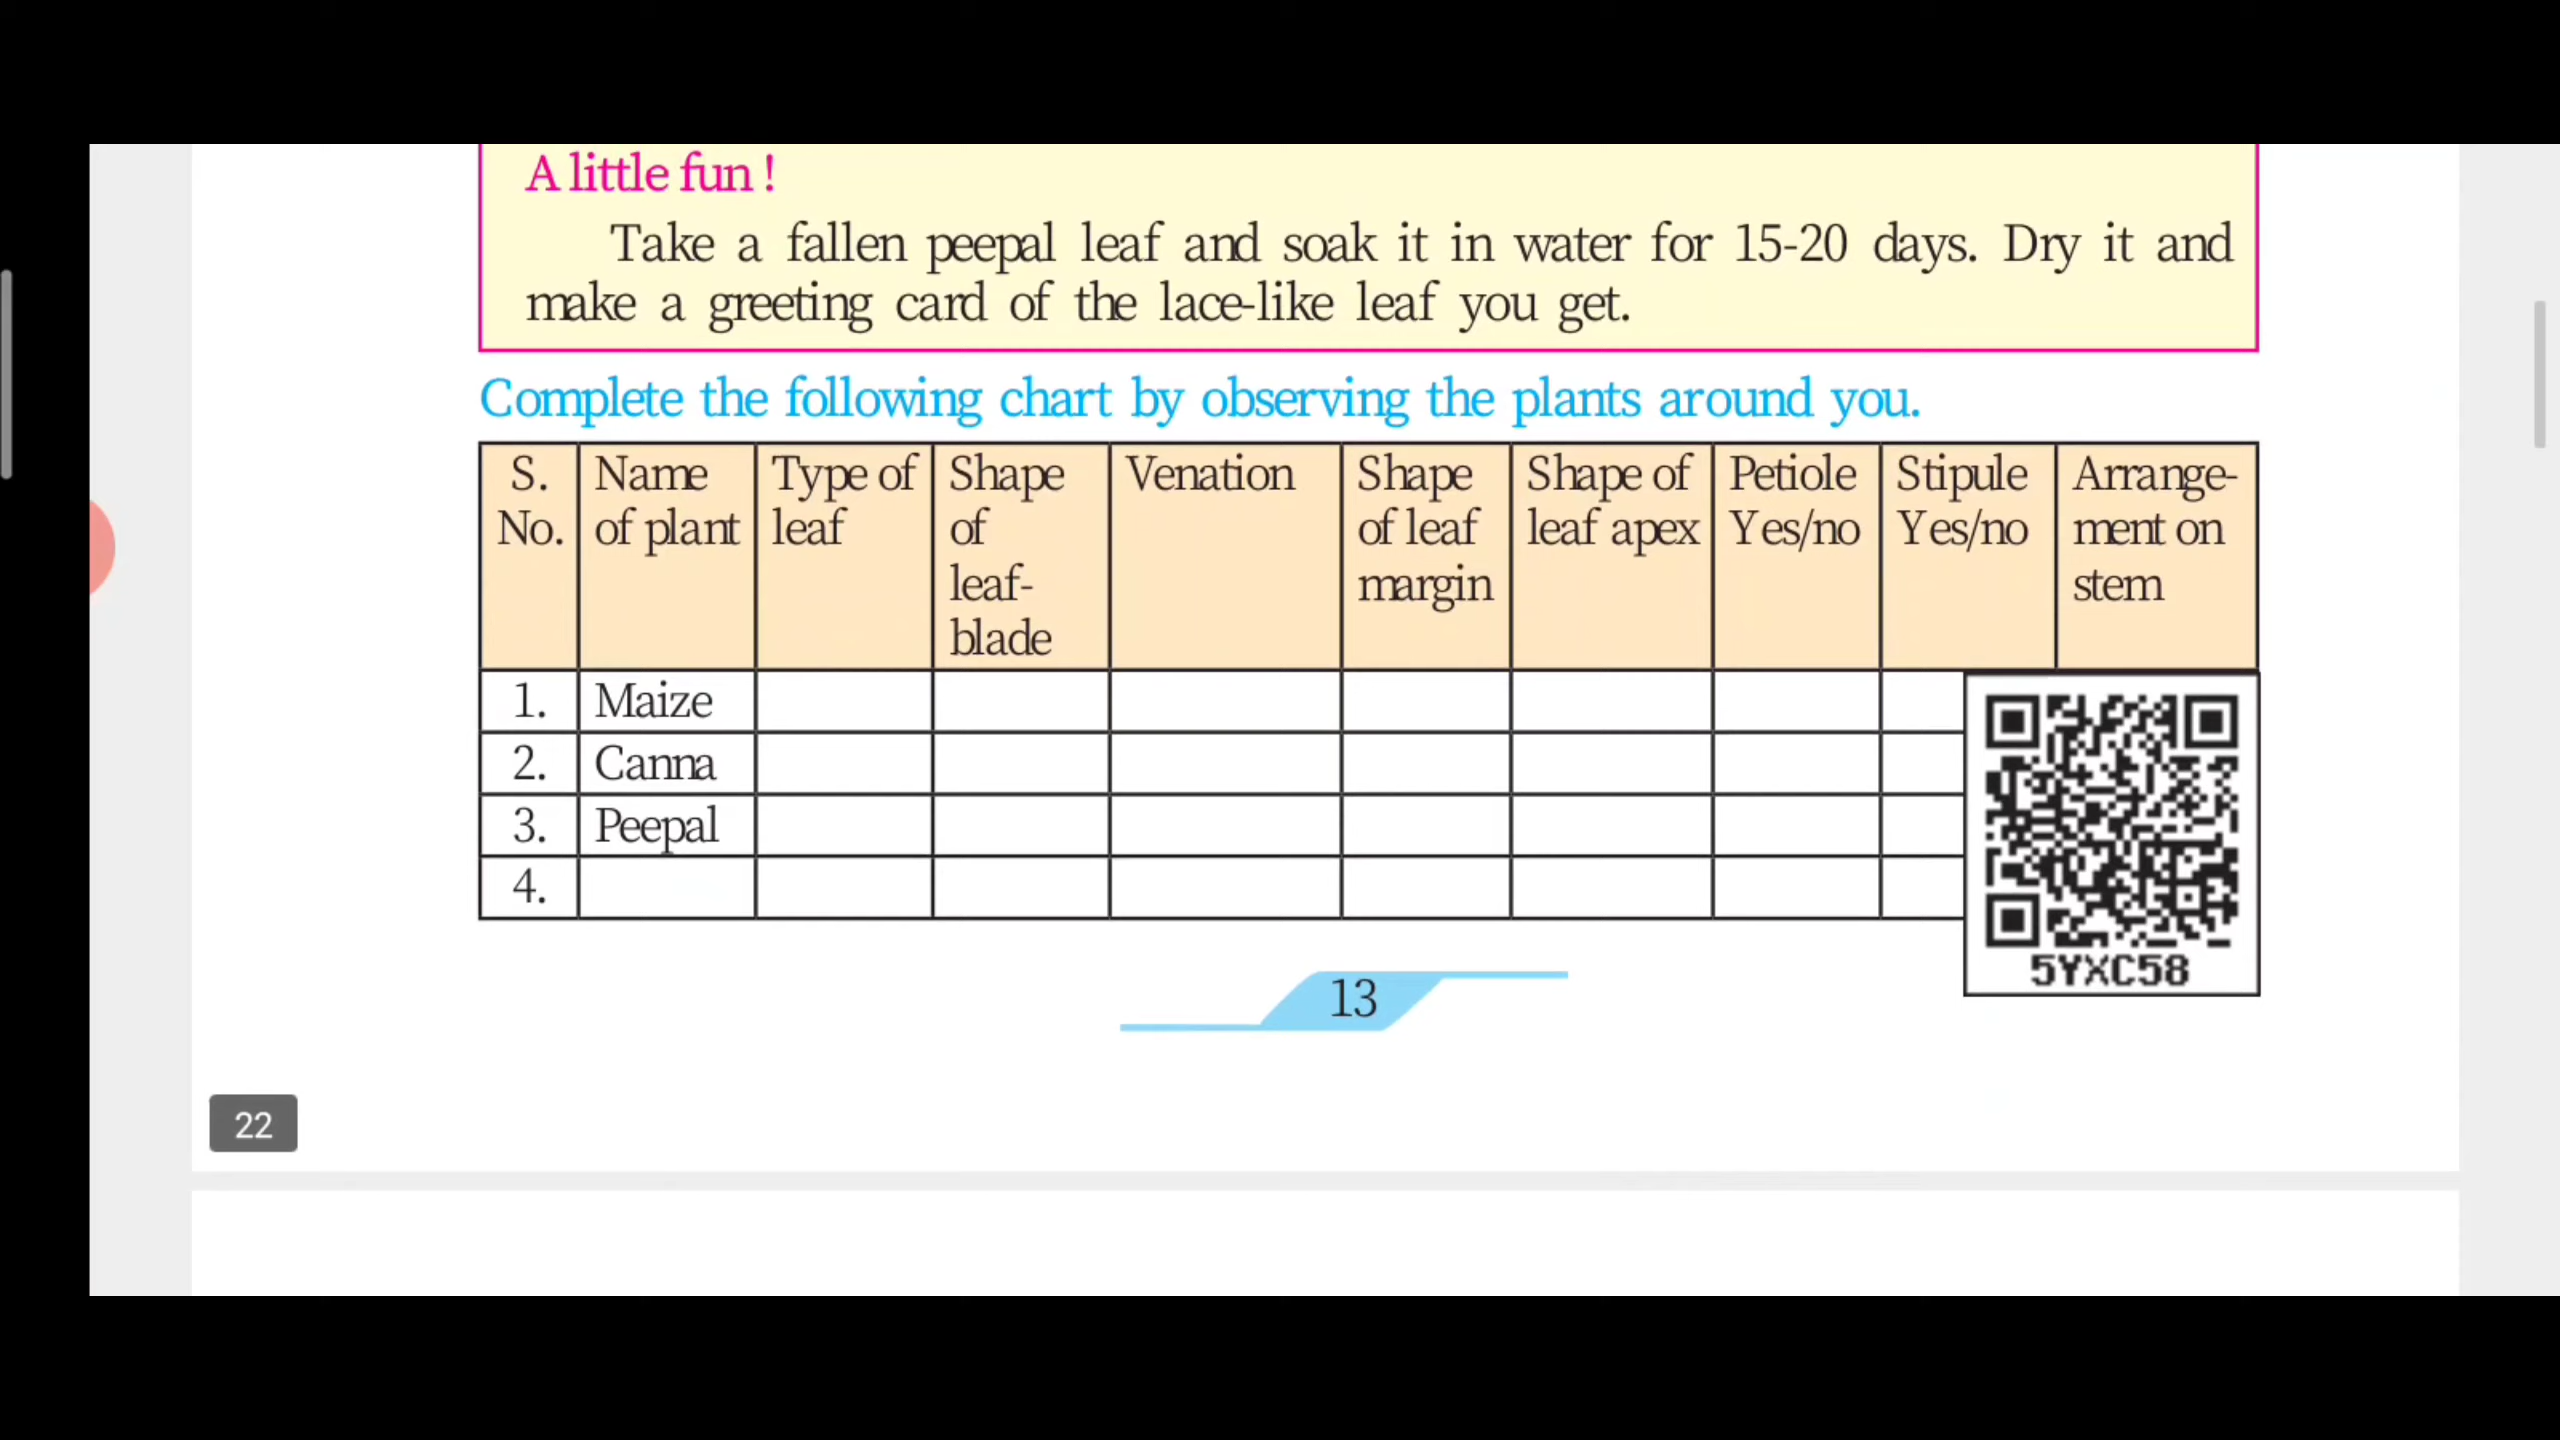 A little fun !
Take a fallen peepal leaf and soak it in water for 15-20 days. Dry it and
make a greeting card of the lace-like leaf you get.
Complete the following chart by observing the plants around you.
S. No. Name of plant Type of leaf Shape of leaf-blade Venation Shape of leaf margin Shape of leaf apex Petiole Yes/no Stipule Yes/no Arrange-ment on stem
1. Maize
2. Canna
3. Peepal
4.
5YXC58
13
22